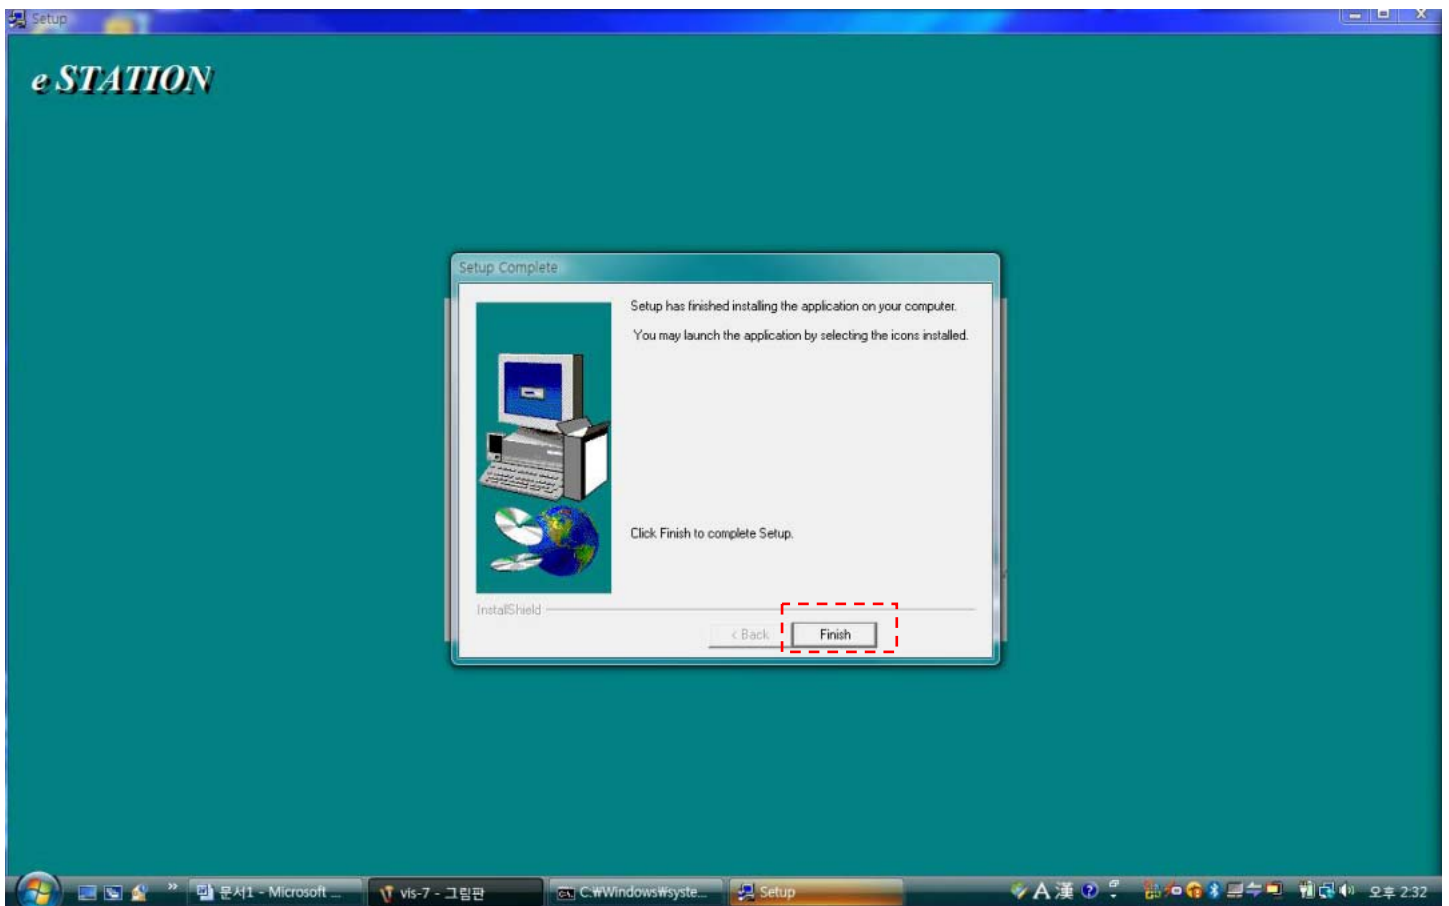 Setup
e STATION
Setup Complete
Setup has finished installing the application on your computer.
You may launch the application by selecting the icons installed.
Click Finish to complete Setup.
InstallShield
< Back
Finish
문서1 - Microsoft ...
vis-7 - 그림판
C:\Windows\syste...
Setup
A 漢
오후 2:32